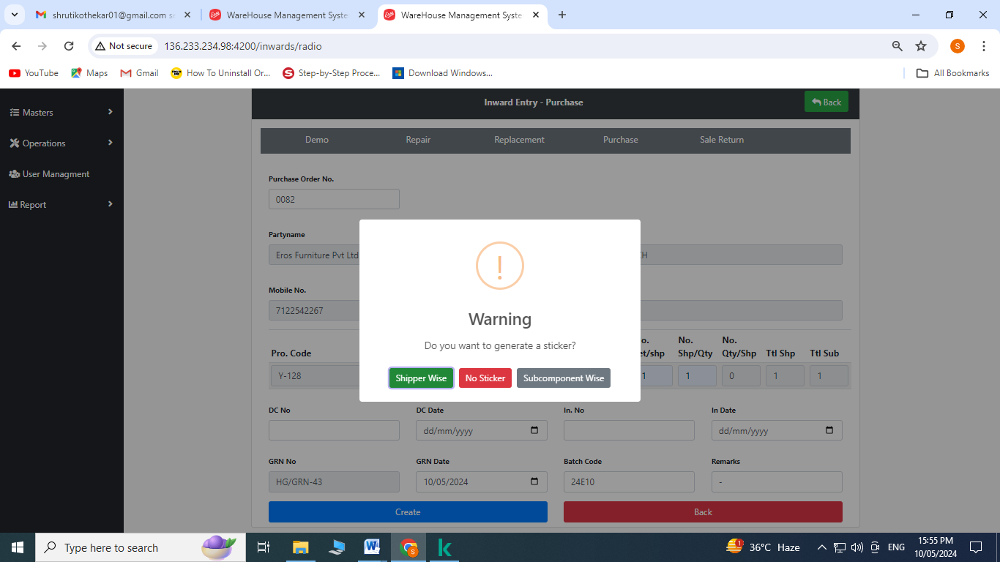 shrutikothekar01@gmail.com se
WareHouse Management Syste
WareHouse Management Syste
Not secure
136.233.234.98:4200/inwards/radio
S
YouTube
Maps
Gmail
How To Uninstall Or...
Step-by-Step Proce...
Download Windows...
All Bookmarks
Masters
Operations
User Managment
Report
Inward Entry - Purchase
Back
Demo
Repair
Replacement
Purchase
Sale Return
Purchase Order No.
0082
Partyname
Eros Furniture Pvt Ltd
Mobile No.
7122542267
Warning
Do you want to generate a sticker?
Shipper Wise
No Sticker
Subcomponent Wise
Pro. Code
No. Shp/Qty
No. Qty/Shp
Ttl Shp
Ttl Sub
Y-128
1
1
0
1
1
DC No
DC Date
In. No
In Date
dd/mm/yyyy
dd/mm/yyyy
GRN No
GRN Date
Batch Code
Remarks
HG/GRN-43
10/05/2024
24E10
-
Create
Back
Type here to search
36°C Haze
ENG
15:55 PM
10/05/2024